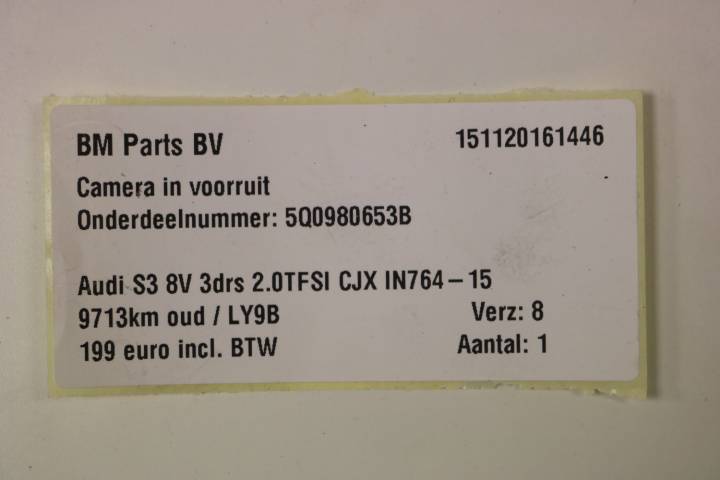 BM Parts BV 151120161446
Camera in voorruit
Onderdeelnummer: 5Q0980653B
Audi S3 8V 3drs 2.0TFSI CJX IN764-15
9713km oud / LY9B Verz: 8
199 euro incl. BTW Aantal: 1